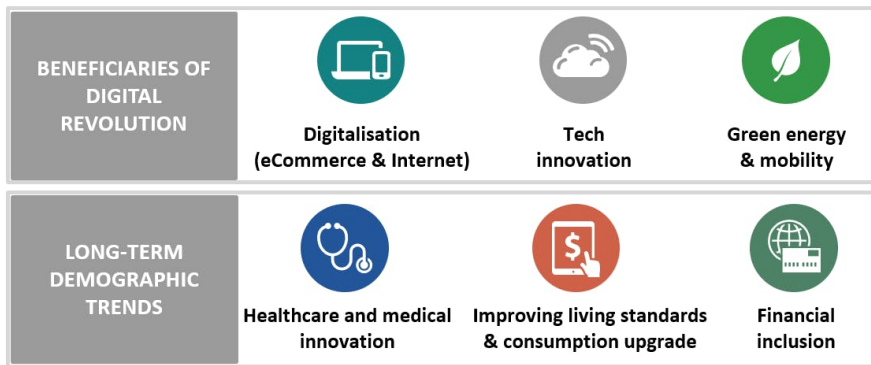 BENEFICIARIES OF
DIGITAL
REVOLUTION
Digitalisation
(eCommerce & Internet)
Tech
innovation
Green energy
& mobility
LONG-TERM
DEMOGRAPHIC
TRENDS
$
Healthcare and medical
innovation
Improving living standards
& consumption upgrade
Financial
inclusion